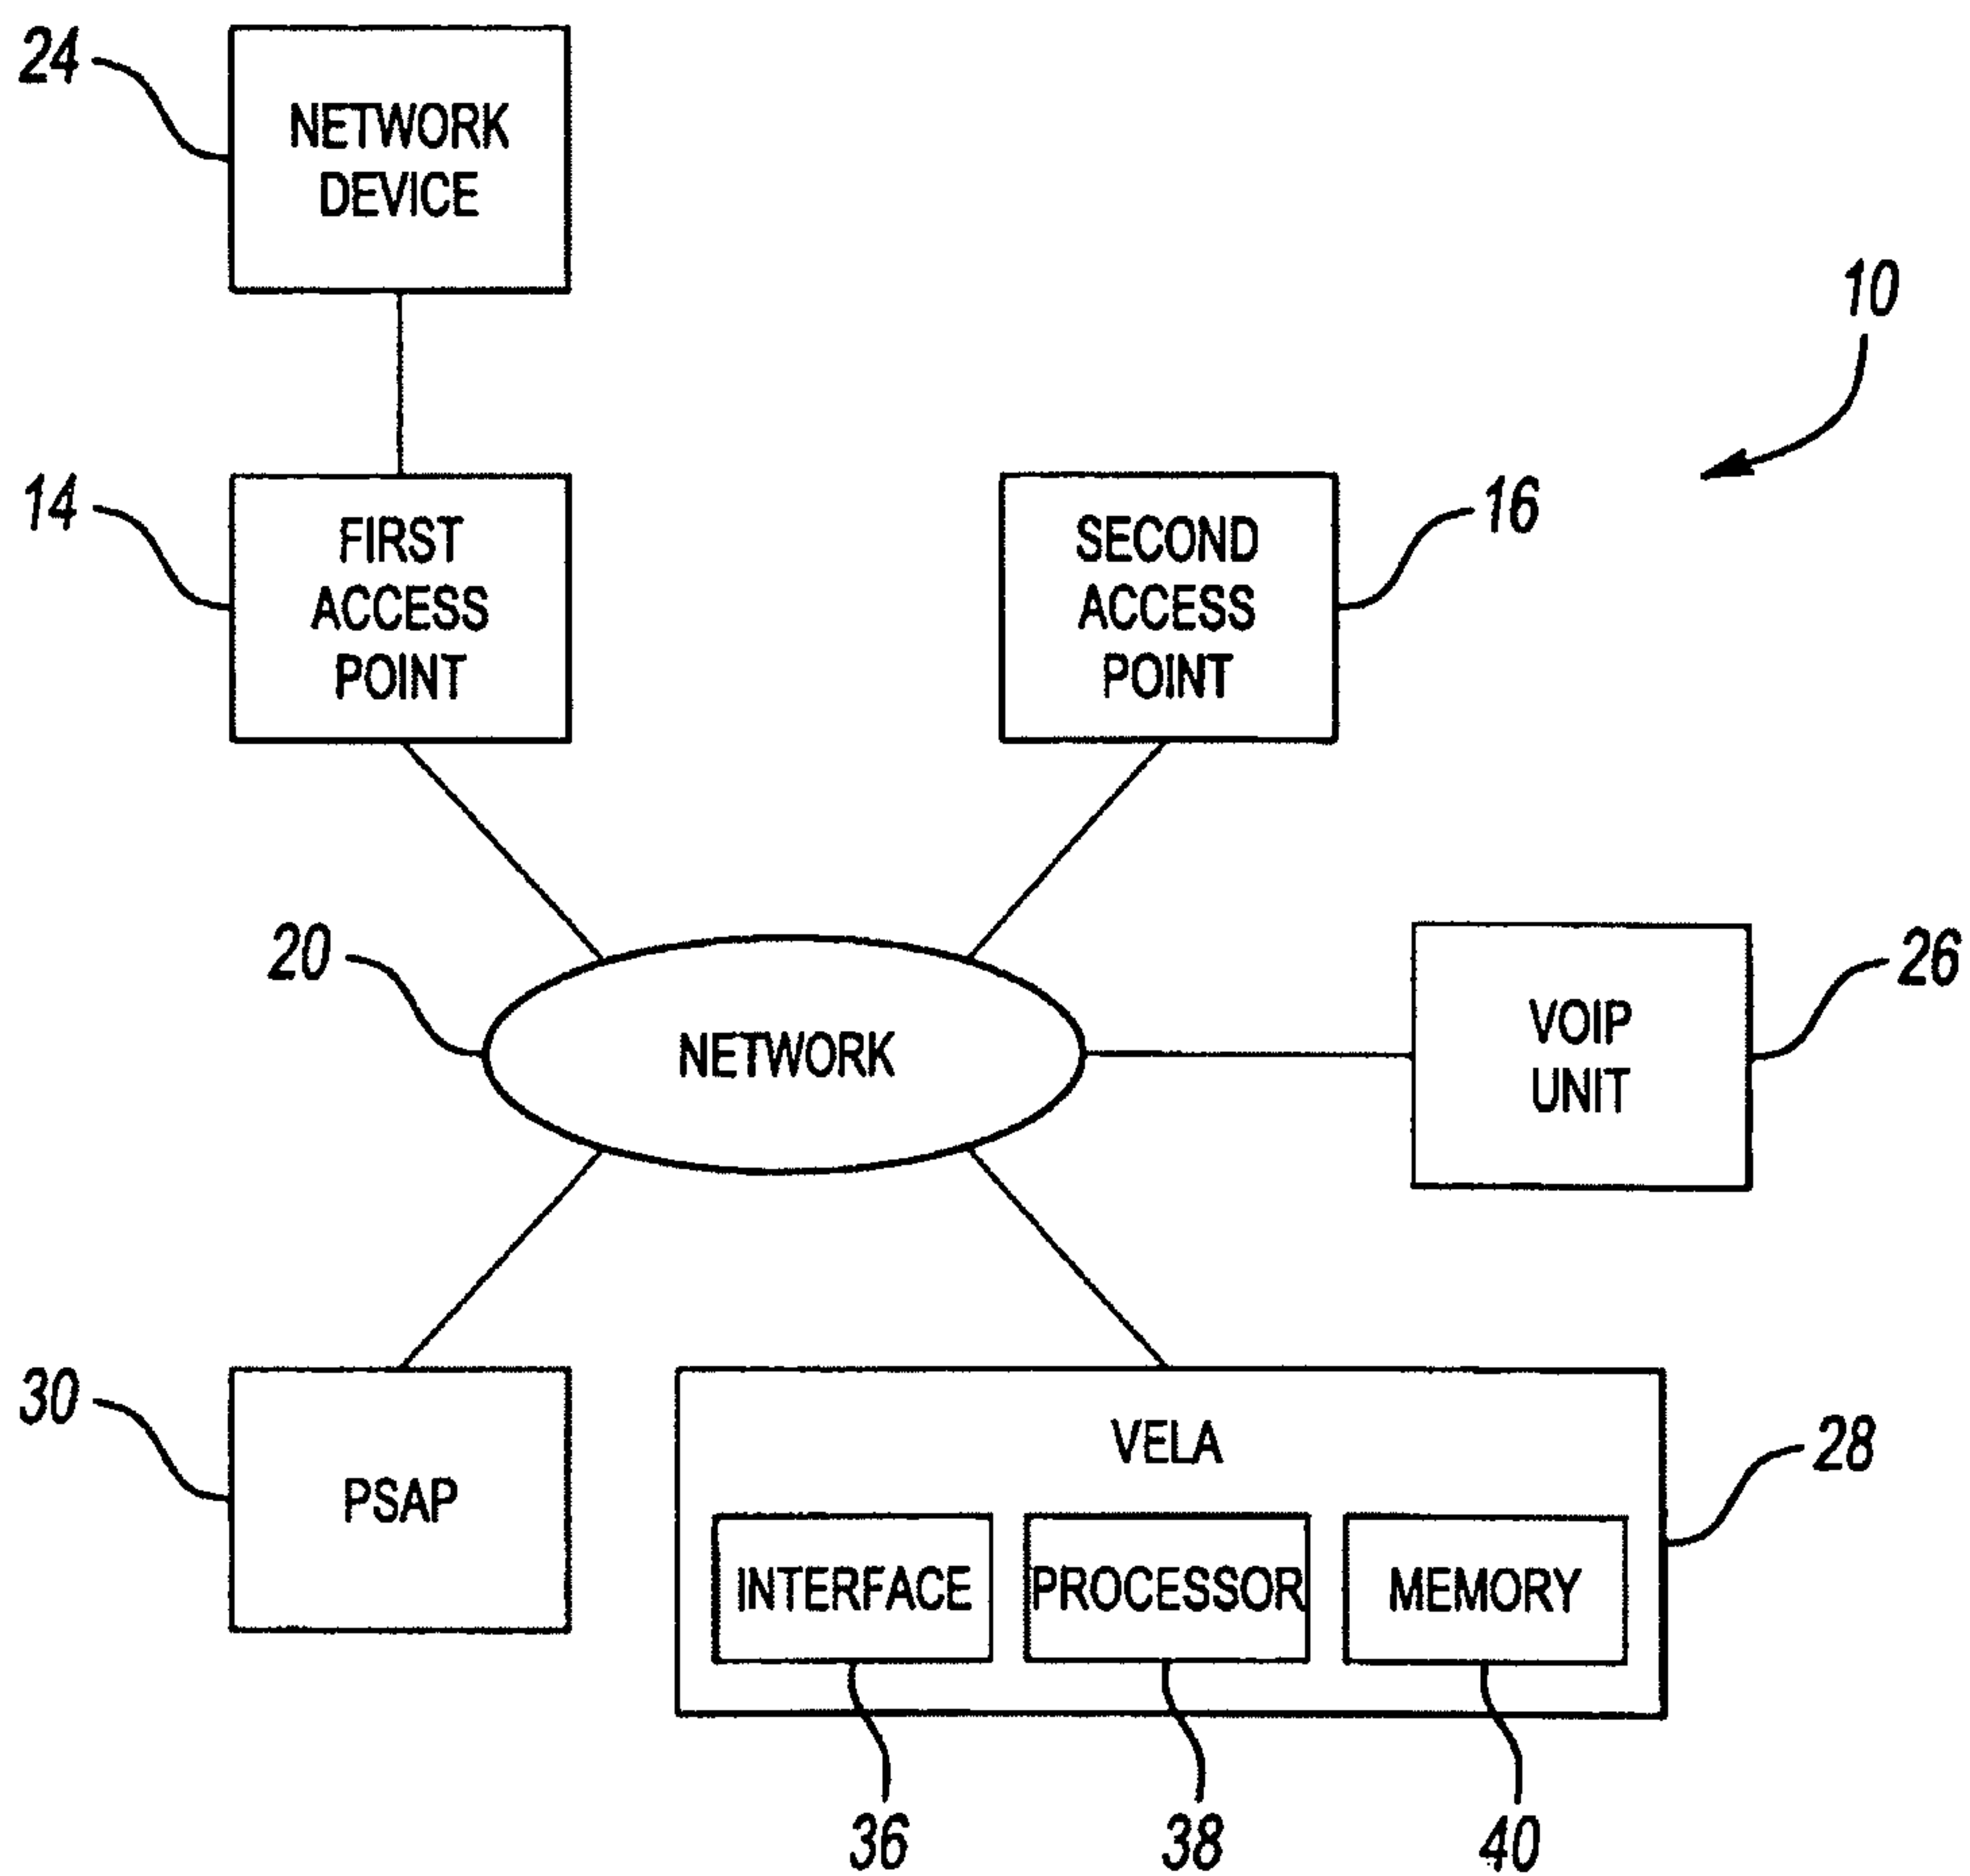 24
NETWORK
DEVICE
10
14
FIRST
ACCESS
POINT
SECOND
ACCESS
POINT
16
20
NETWORK
VOIP
UNIT
26
30
PSAP
VELA
28
INTERFACE
PROCESSOR
MEMORY
36
38
40